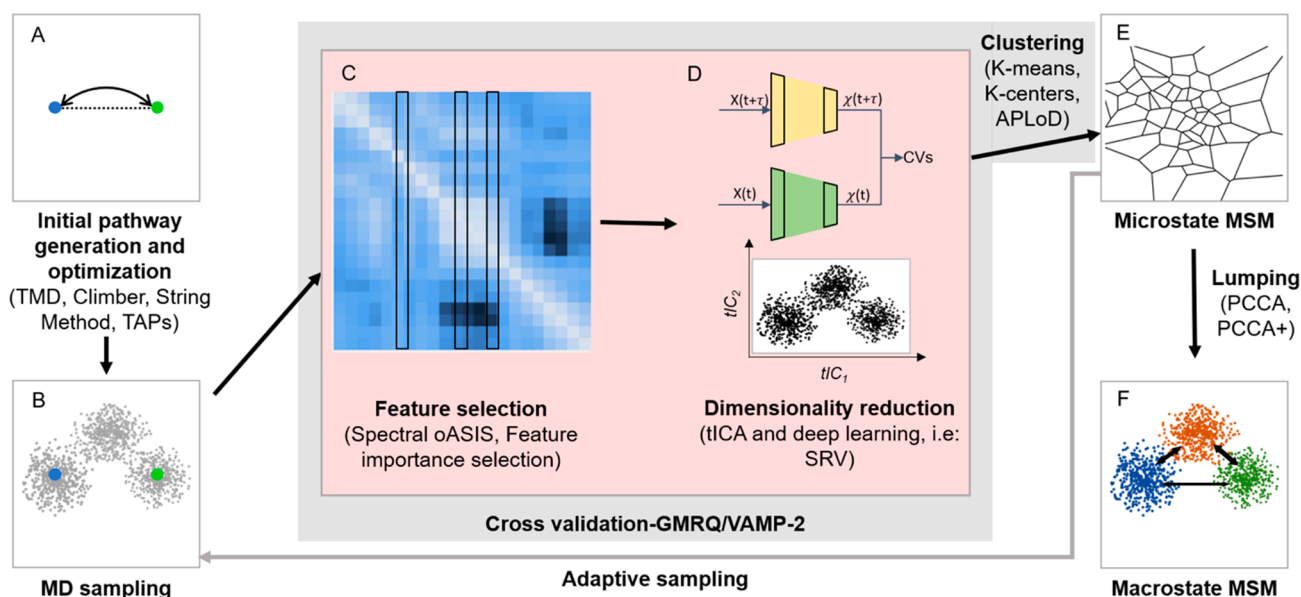 A
Initial pathway
generation and
optimization
(TMD, Climber, String
Method, TAPs)
B
MD sampling
C
Feature selection
(Spectral oASIS, Feature
importance selection)
D
X(t+τ)
χ(t+τ)
CVs
X(t)
χ(t)
tIC₂
tIC₁
Dimensionality reduction
(tICA and deep learning, i.e:
SRV)
Cross validation-GMRQ/VAMP-2
Clustering
(K-means,
K-centers,
APLoD)
E
Microstate MSM
Lumping
(PCCA,
PCCA+)
F
Macrostate MSM
Adaptive sampling